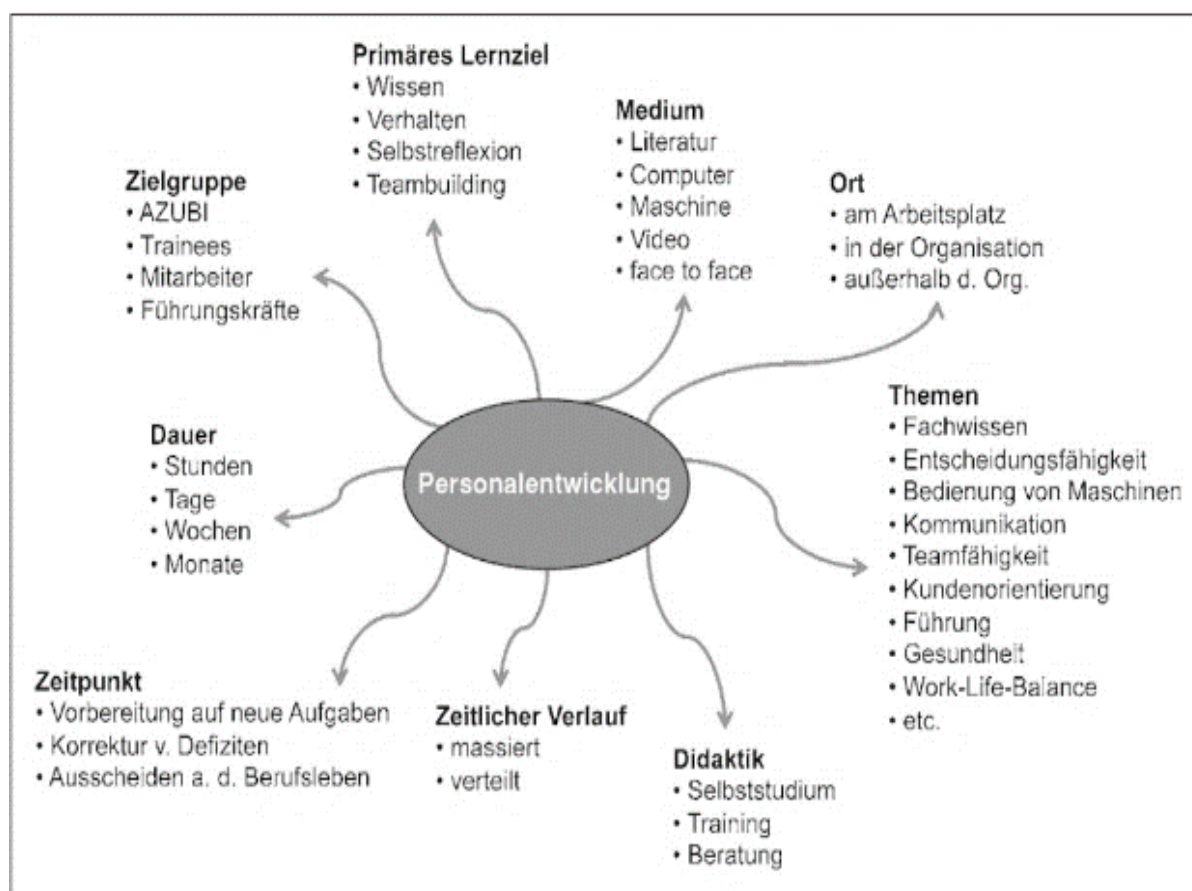 Primäres Lernziel
• Wissen
• Verhalten
• Selbstreflexion
• Teambuilding
Medium
• Literatur
• Computer
• Maschine
• Video
• face to face
Ort
• am Arbeitsplatz
• in der Organisation
• außerhalb d. Org.
Zielgruppe
• AZUBI
• Trainees
• Mitarbeiter
• Führungskräfte
Themen
• Fachwissen
• Entscheidungsfähigkeit
• Bedienung von Maschinen
• Kommunikation
• Teamfähigkeit
• Kundenorientierung
• Führung
• Gesundheit
• Work-Life-Balance
• etc.
Dauer
• Stunden
• Tage
• Wochen
• Monate
Personalentwicklung
Zeitpunkt
• Vorbereitung auf neue Aufgaben
• Korrektur v. Defiziten
• Ausscheiden a. d. Berufsleben
Zeitlicher Verlauf
• massiert
• verteilt
Didaktik
• Selbststudium
• Training
• Beratung